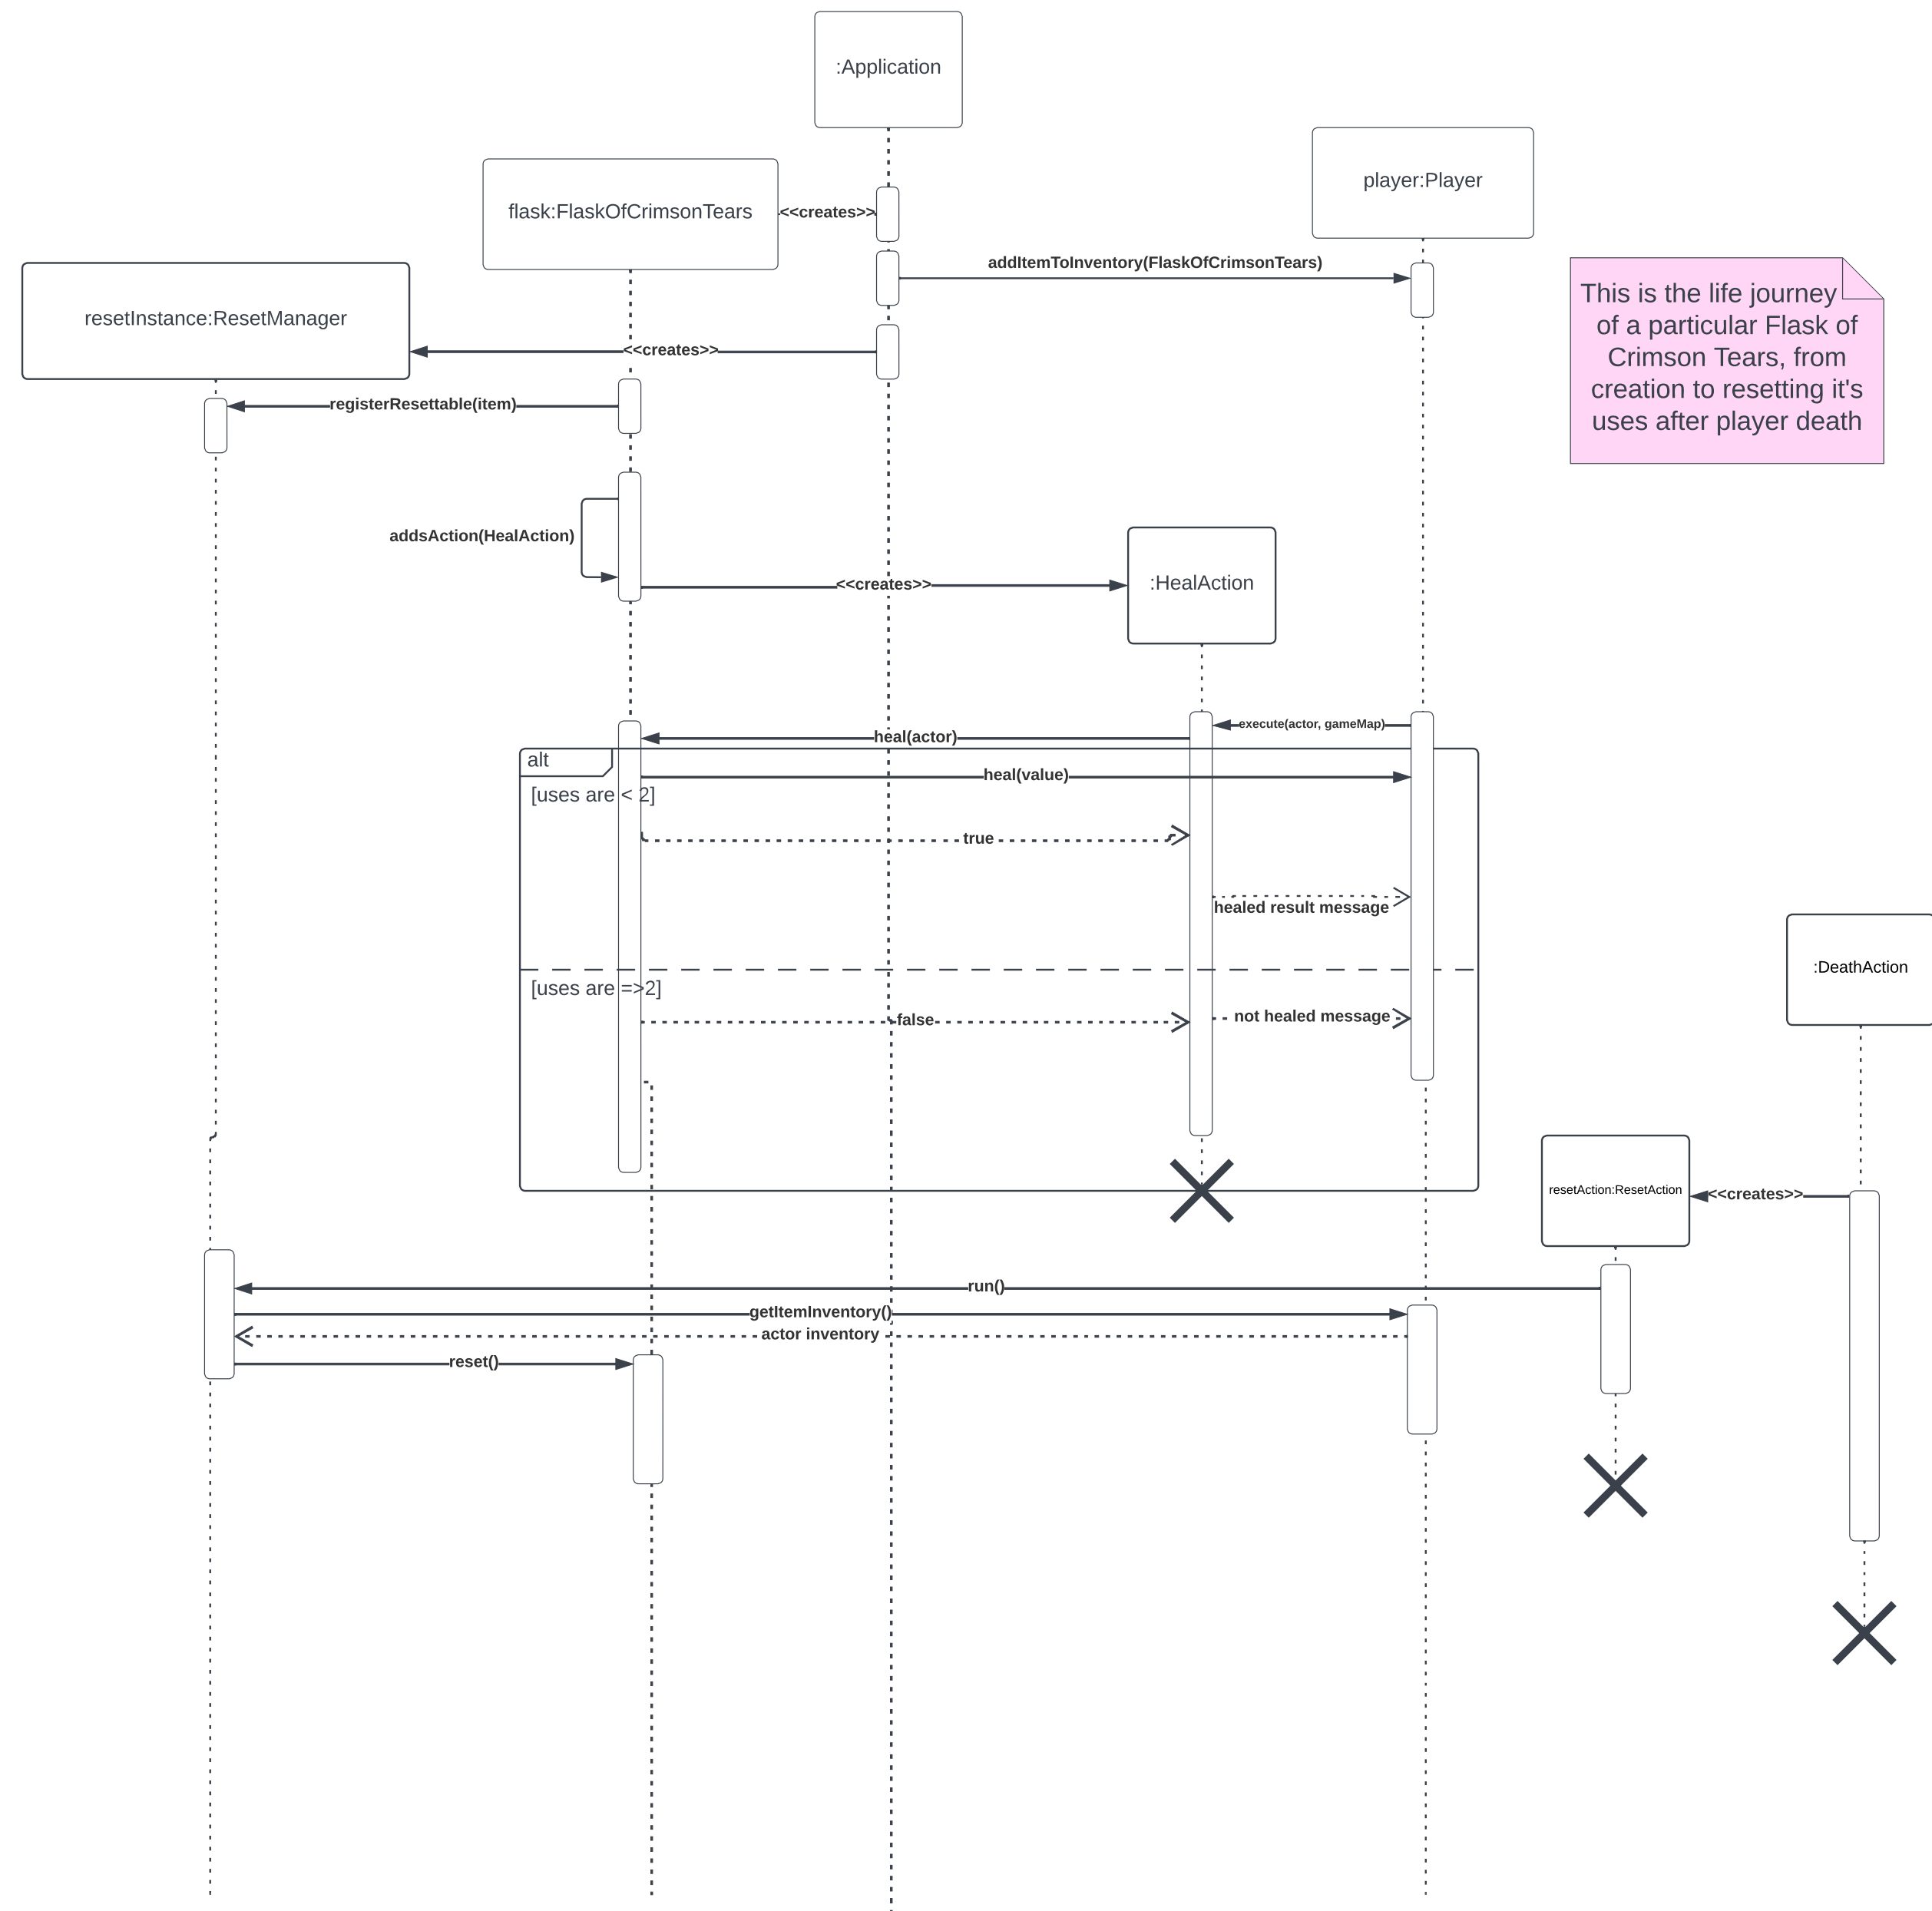 :Application
player:Player
flask:FlaskOfCrimsonTears
<<creates>>
addItemToInventory(FlaskOfCrimsonTears)
This is the life journey
of a particular Flask of
Crimson Tears, from
creation to resetting it's
uses after player death
resetInstance:ResetManager
<<creates>>
registerResettable(item)
addsAction(HealAction)
<<creates>>
:HealAction
execute(actor, gameMap)
heal(actor)
alt
heal(value)
[uses are < 2]
true
healed result message
:DeathAction
[uses are =>2]
false
not healed message
resetAction:ResetAction
<<creates>>
run()
getItemInventory()
actor inventory
reset()